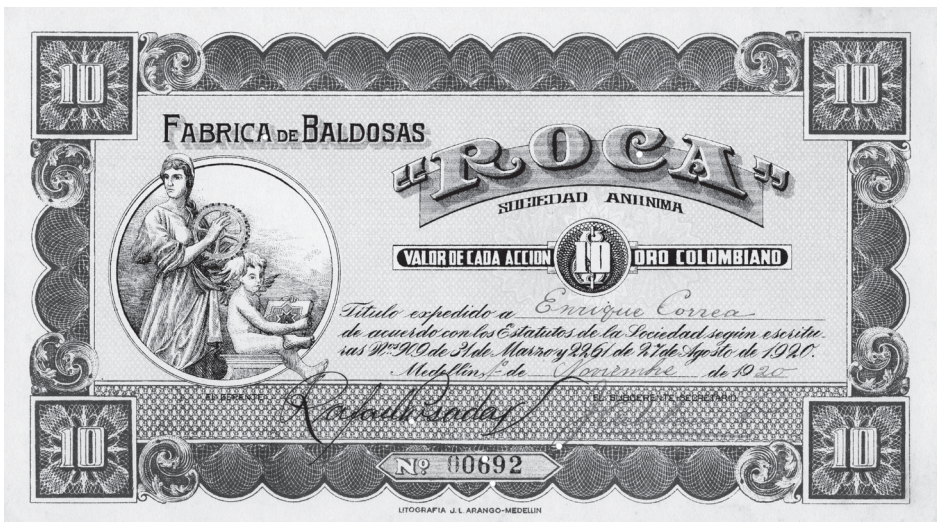 10 10
FABRICA DE BALDOSAS
"ROCA"
SOCIEDAD ANINIMA
VALOR DE CADA ACCION $10 ORO COLOMBIANO
Título expedido a Enrique Correa
de acuerdo con los Estatutos de la Sociedad según escritu-
ras Nos. 909 de 31 de Marzo y 2261 de 27 de Agosto de 1920.
Medellín, 1º de Noviembre de 1920
EL GERENTE, EL SUBGERENTE-SECRETARIO
Rafael Posada
10 10
Nº 00692
LITOGRAFIA J. L. ARANGO-MEDELLIN